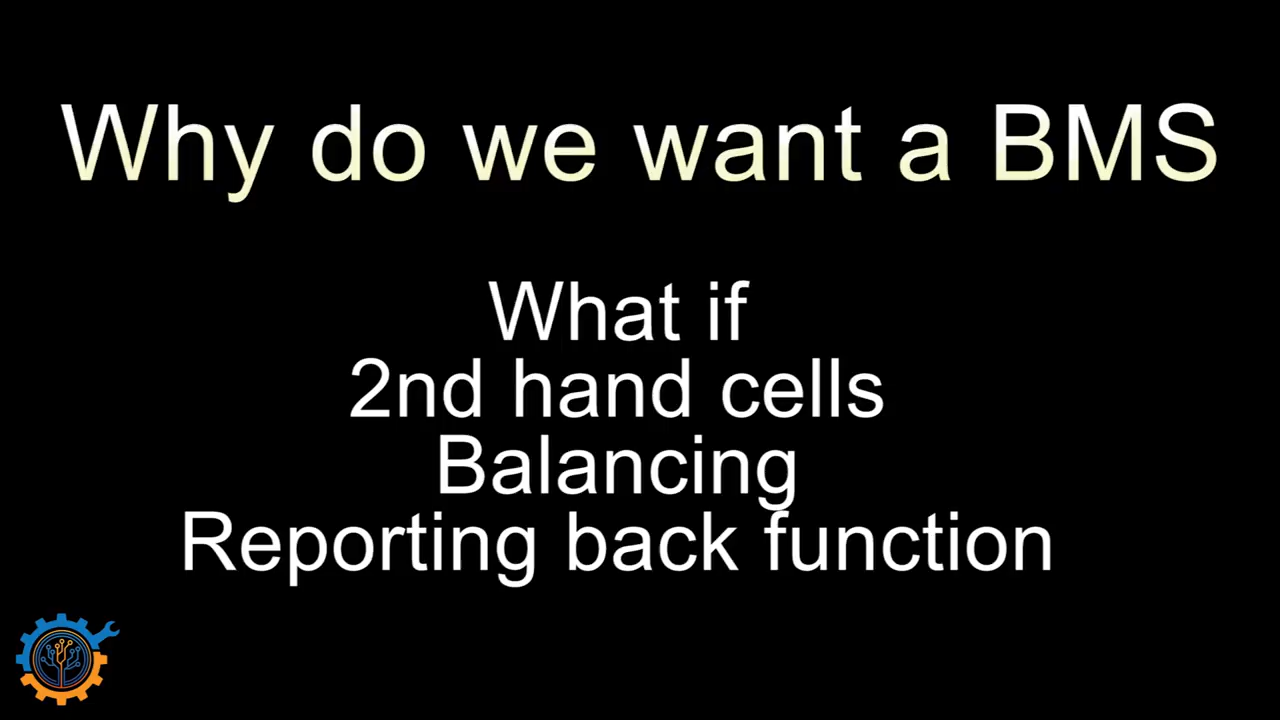 Why do we want a BMS
What if
2nd hand cells
Balancing
Reporting back function